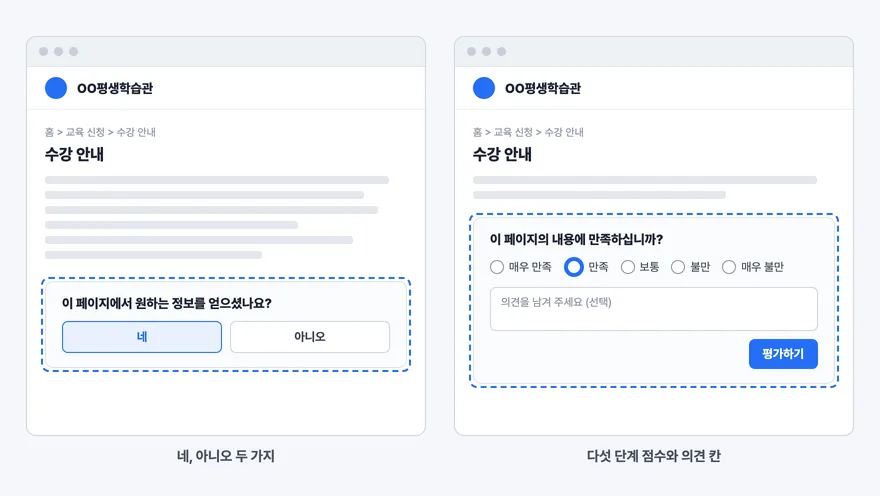 OO평생학습관
홈 > 교육 신청 > 수강 안내
수강 안내
이 페이지에서 원하는 정보를 얻으셨나요?
네
아니오
네, 아니오 두 가지
OO평생학습관
홈 > 교육 신청 > 수강 안내
수강 안내
이 페이지의 내용에 만족하십니까?
매우 만족 만족 보통 불만 매우 불만
의견을 남겨 주세요 (선택)
평가하기
다섯 단계 점수와 의견 칸